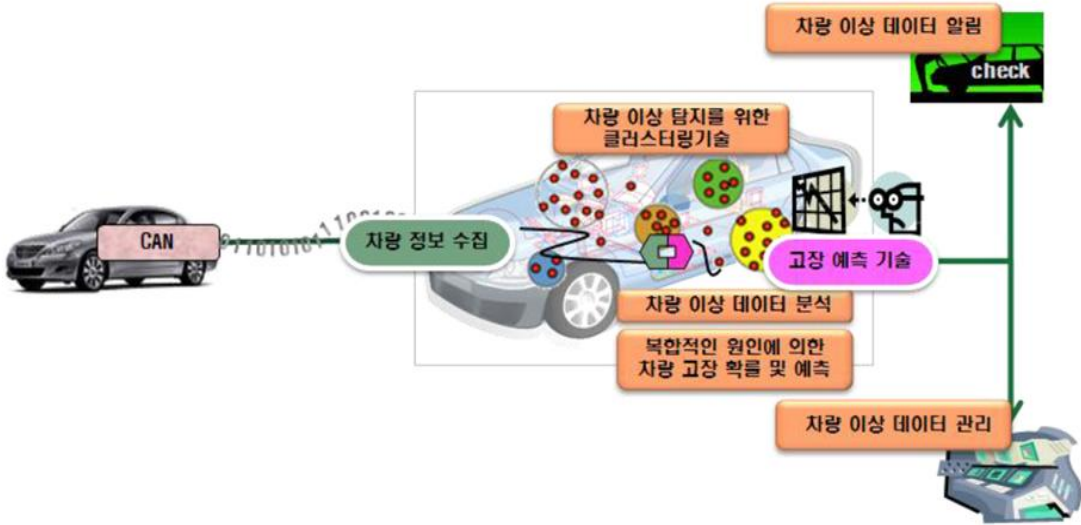 차량 이상 데이터 알림
check
차량 이상 탐지를 위한
클러스터링기술
CAN
차량 정보 수집
고장 예측 기술
차량 이상 데이터 분석
복합적인 원인에 의한
차량 고장 확률 및 예측
차량 이상 데이터 관리